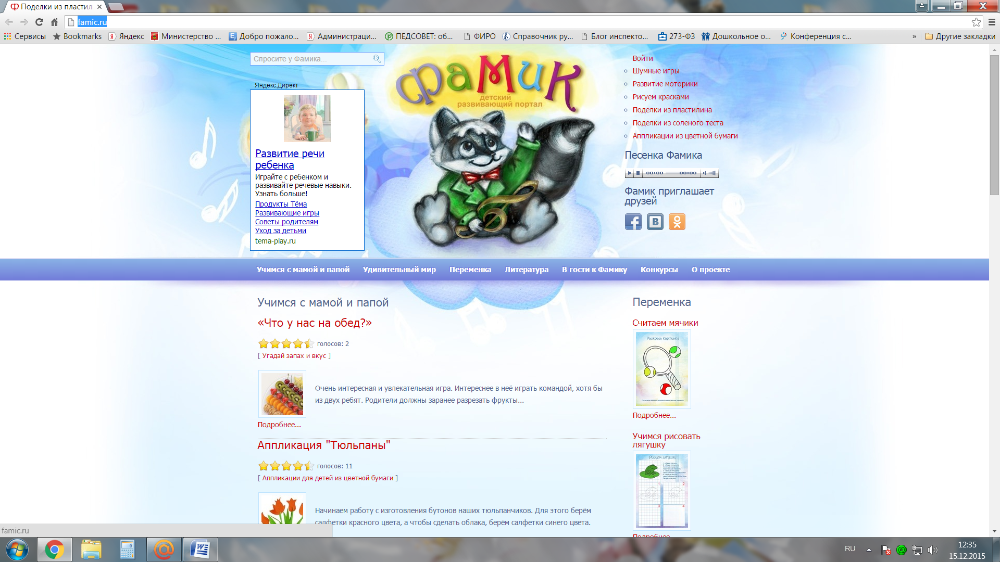 Поделки из пластили
famic.ru
Сервисы
Bookmarks
Яндекс
Министерство ...
Добро пожало...
Администраци...
ПЕДСОВЕТ: об...
ФИРО
Справочник ру...
Блог инспекто...
273-ФЗ
Дошкольное о...
Конференция с...
»
Другие закладки
Спросите у Фамика...
Яндекс.Директ
Развитие речи
ребенка
Играйте с ребенком и
развивайте речевые навыки.
Узнать больше!
Продукты Тёма
Развивающие игры
Советы родителям
Уход за детьми
tema-play.ru
Фамик
детский
развивающий портал
Войти
Шумные игры
Развитие моторики
Рисуем красками
Поделки из пластилина
Поделки из соленого теста
Аппликации из цветной бумаги
Песенка Фамика
00:00 00:00
Фамик приглашает
друзей
Учимся с мамой и папой Удивительный мир Переменка Литература В гости к Фамику Конкурсы О проекте
Учимся с мамой и папой
«Что у нас на обед?»
голосов: 2
[ Угадай запах и вкус ]
Очень интересная и увлекательная игра. Интереснее в неё играть командой, хотя бы
из двух ребят. Родители должны заранее разрезать фрукты...
Подробнее...
Аппликация "Тюльпаны"
голосов: 11
[ Аппликации для детей из цветной бумаги ]
Начинаем работу с изготовления бутонов наших тюльпанчиков. Для этого берём
салфетки красного цвета, а чтобы сделать облака, берём салфетки синего цвета.
Переменка
Считаем мячики
Раскрась картинку
Подробнее...
Учимся рисовать
лягушку
Рисуем лягушку
1 2
3 4
Подробнее...
famic.ru
RU
12:35
15.12.2015